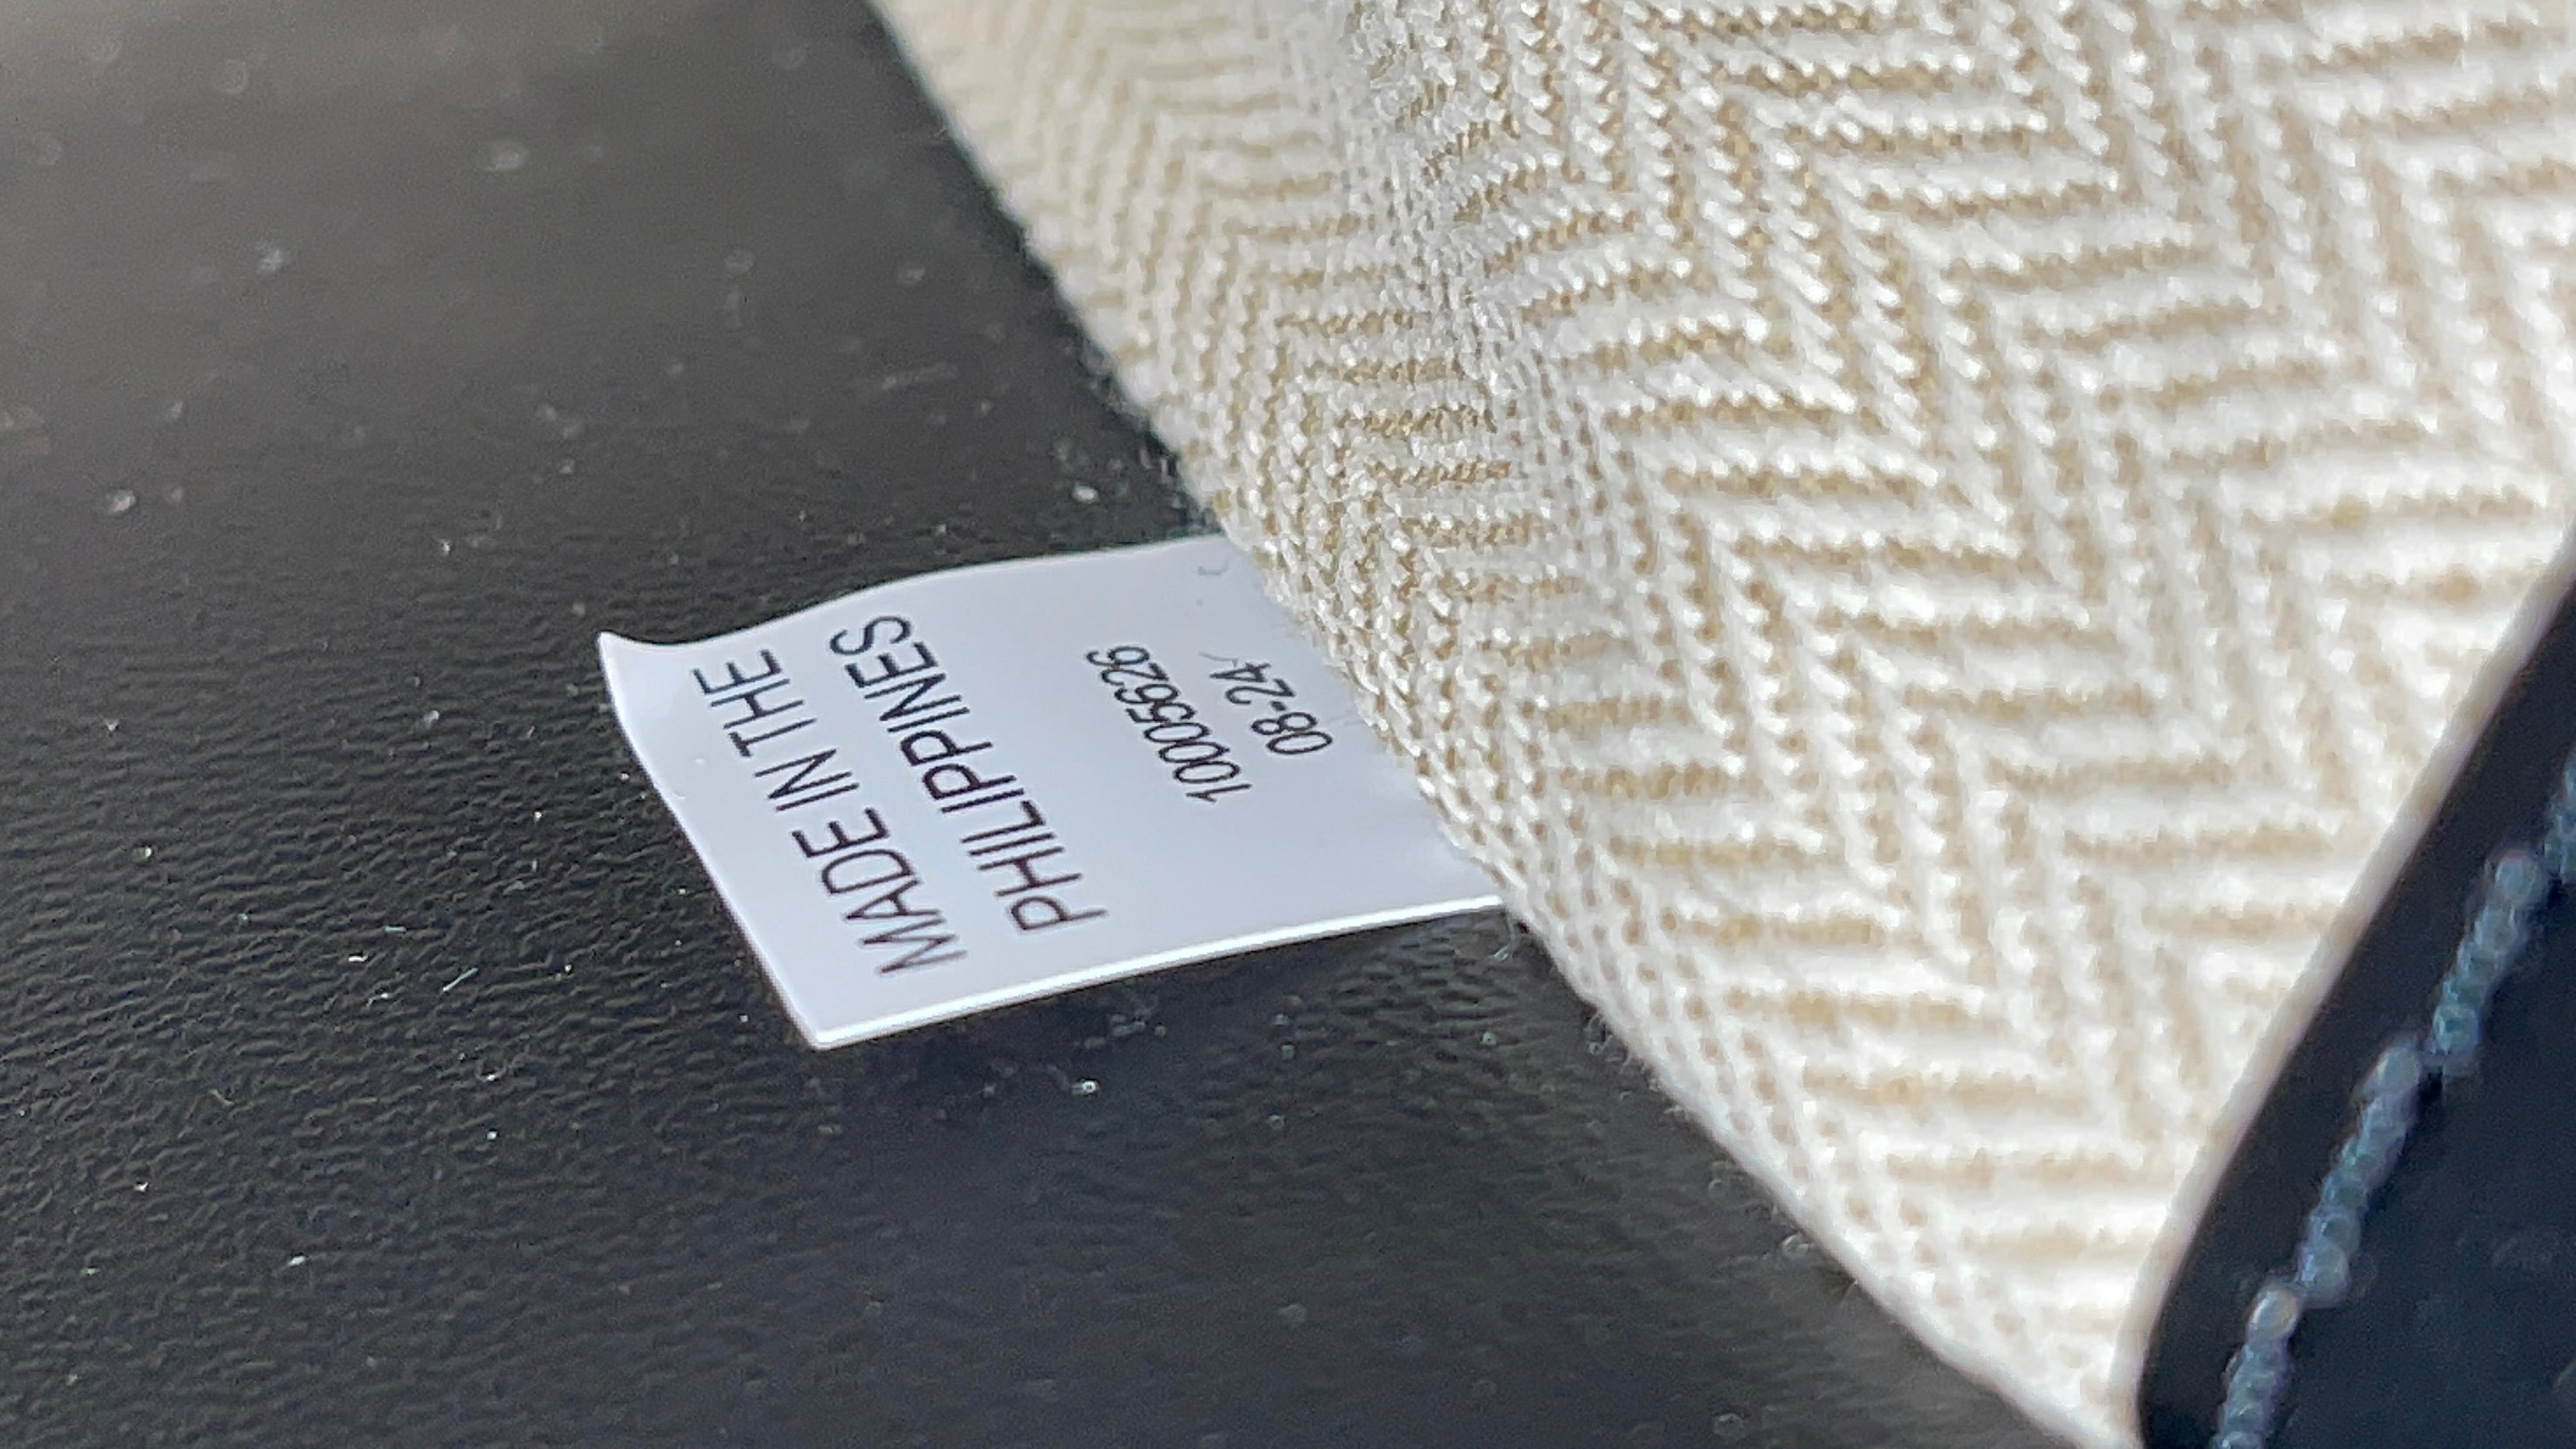 MADE IN THE
PHILIPPINES
10005626
08-24